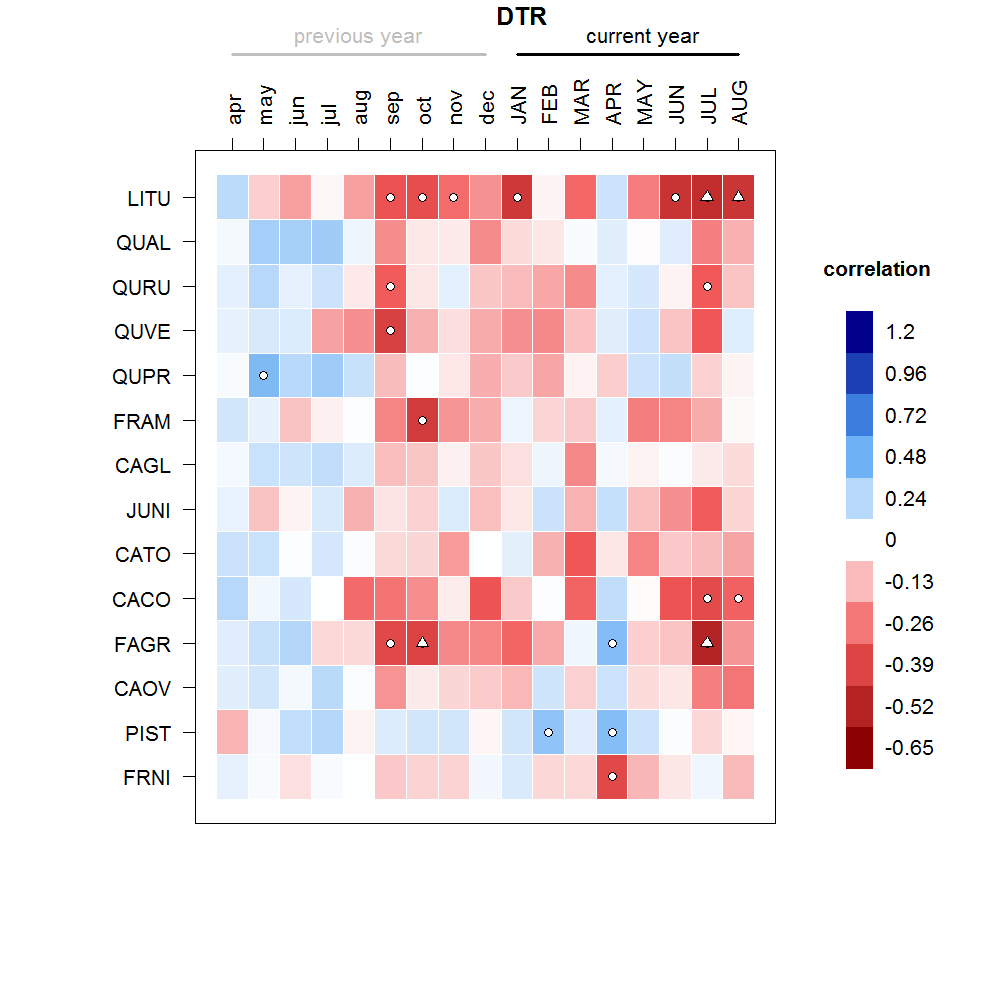 DTR
previous year
current year
apr may jun jul aug sep oct nov dec JAN FEB MAR APR MAY JUN JUL AUG
LITU
QUAL
QURU
QUVE
QUPR
FRAM
CAGL
JUNI
CATO
CACO
FAGR
CAOV
PIST
FRNI
correlation
1.2
0.96
0.72
0.48
0.24
0
-0.13
-0.26
-0.39
-0.52
-0.65